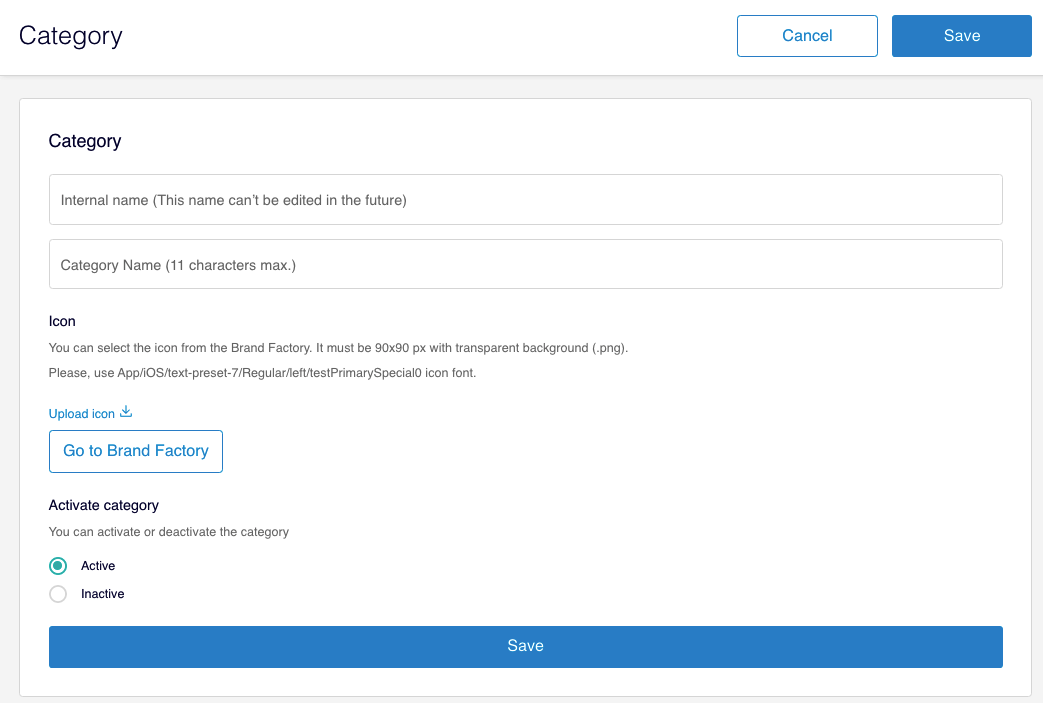 Category
Cancel
Save
Category
Internal name (This name can't be edited in the future)
Category Name (11 characters max.)
Icon
You can select the icon from the Brand Factory. It must be 90x90 px with transparent background (.png).
Please, use App/iOS/text-preset-7/Regular/left/testPrimarySpecial0 icon font.
Upload icon
Go to Brand Factory
Activate category
You can activate or deactivate the category
Active
Inactive
Save